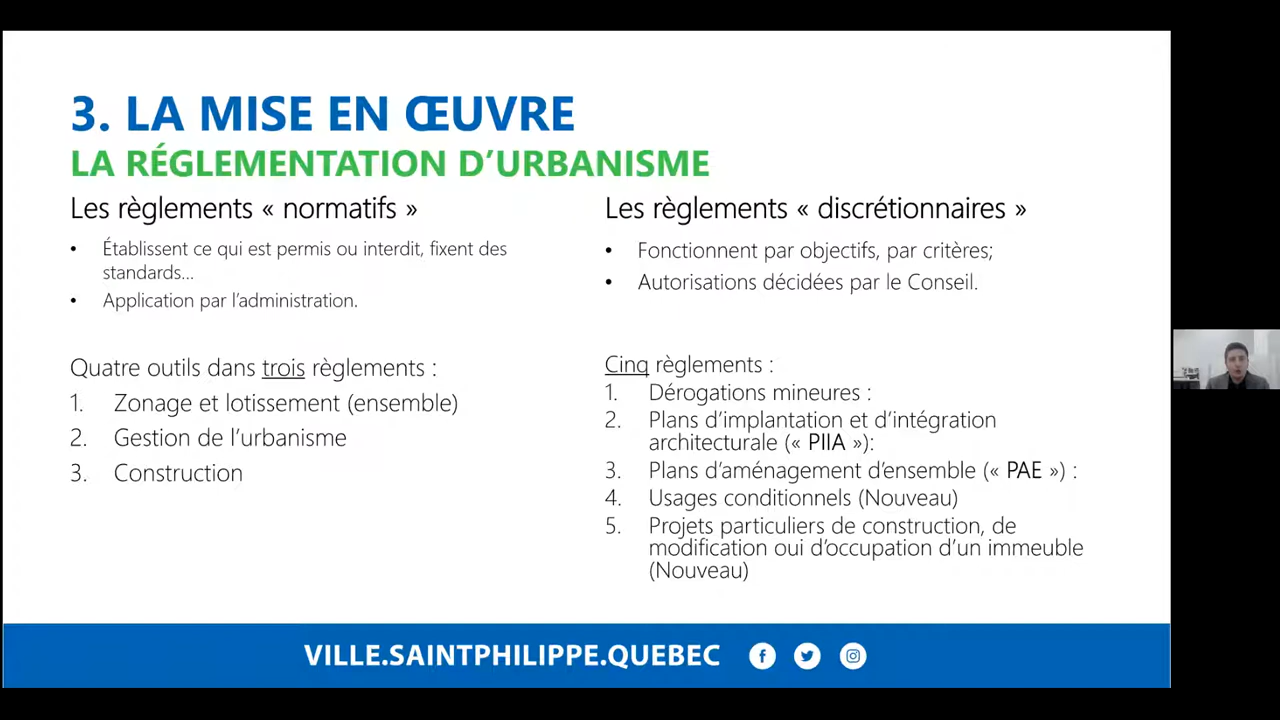 3. LA MISE EN ŒUVRE
LA RÉGLEMENTATION D'URBANISME
Les règlements « normatifs »
• Établissent ce qui est permis ou interdit, fixent des
standards...
• Application par l'administration.
Quatre outils dans trois règlements :
1. Zonage et lotissement (ensemble)
2. Gestion de l'urbanisme
3. Construction
Les règlements « discrétionnaires »
• Fonctionnent par objectifs, par critères;
• Autorisations décidées par le Conseil.
Cinq règlements :
1. Dérogations mineures :
2. Plans d'implantation et d'intégration
architecturale (« PIIA »):
3. Plans d'aménagement d'ensemble (« PAE ») :
4. Usages conditionnels (Nouveau)
5. Projets particuliers de construction, de
modification oui d'occupation d'un immeuble
(Nouveau)
VILLE.SAINTPHILIPPE.QUEBEC